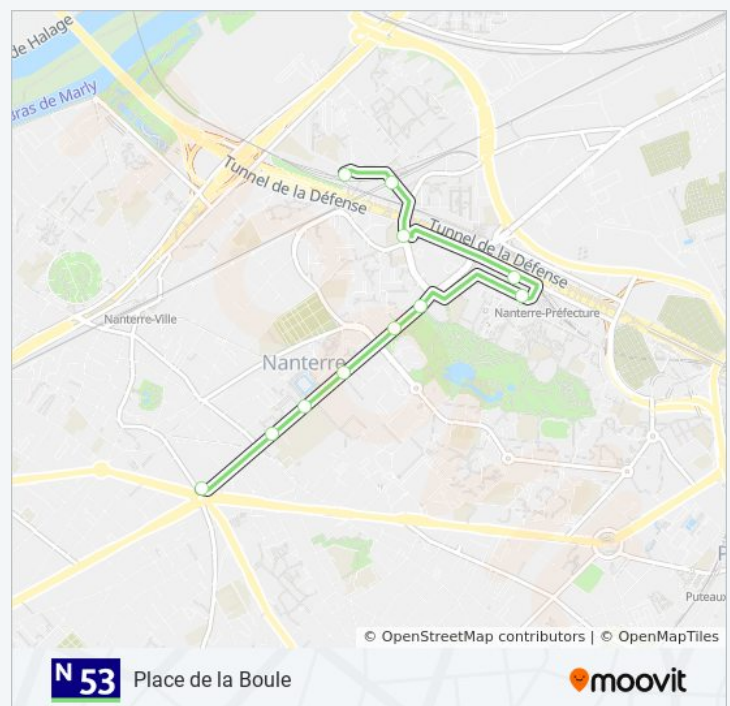 de Halage
Bras de Marly
Tunnel de la Défense
Tunnel de la Défense
Nanterre-Ville
Nanterre-Préfecture
Nanterre
P
Puteaux
© OpenStreetMap contributors | © OpenMapTiles
N 53
Place de la Boule
moovit